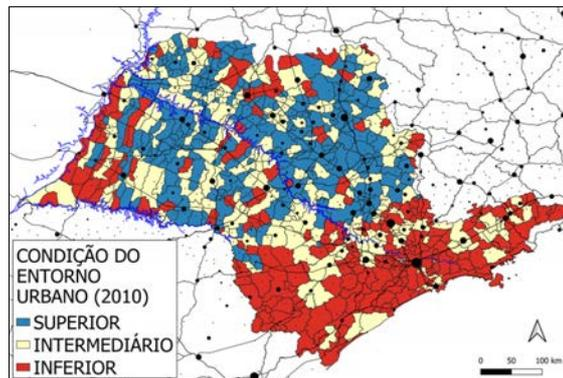 CONDIÇÃO DO
ENTORNO
URBANO (2010)
SUPERIOR
INTERMEDIÁRIO
INFERIOR
0 50 100 km